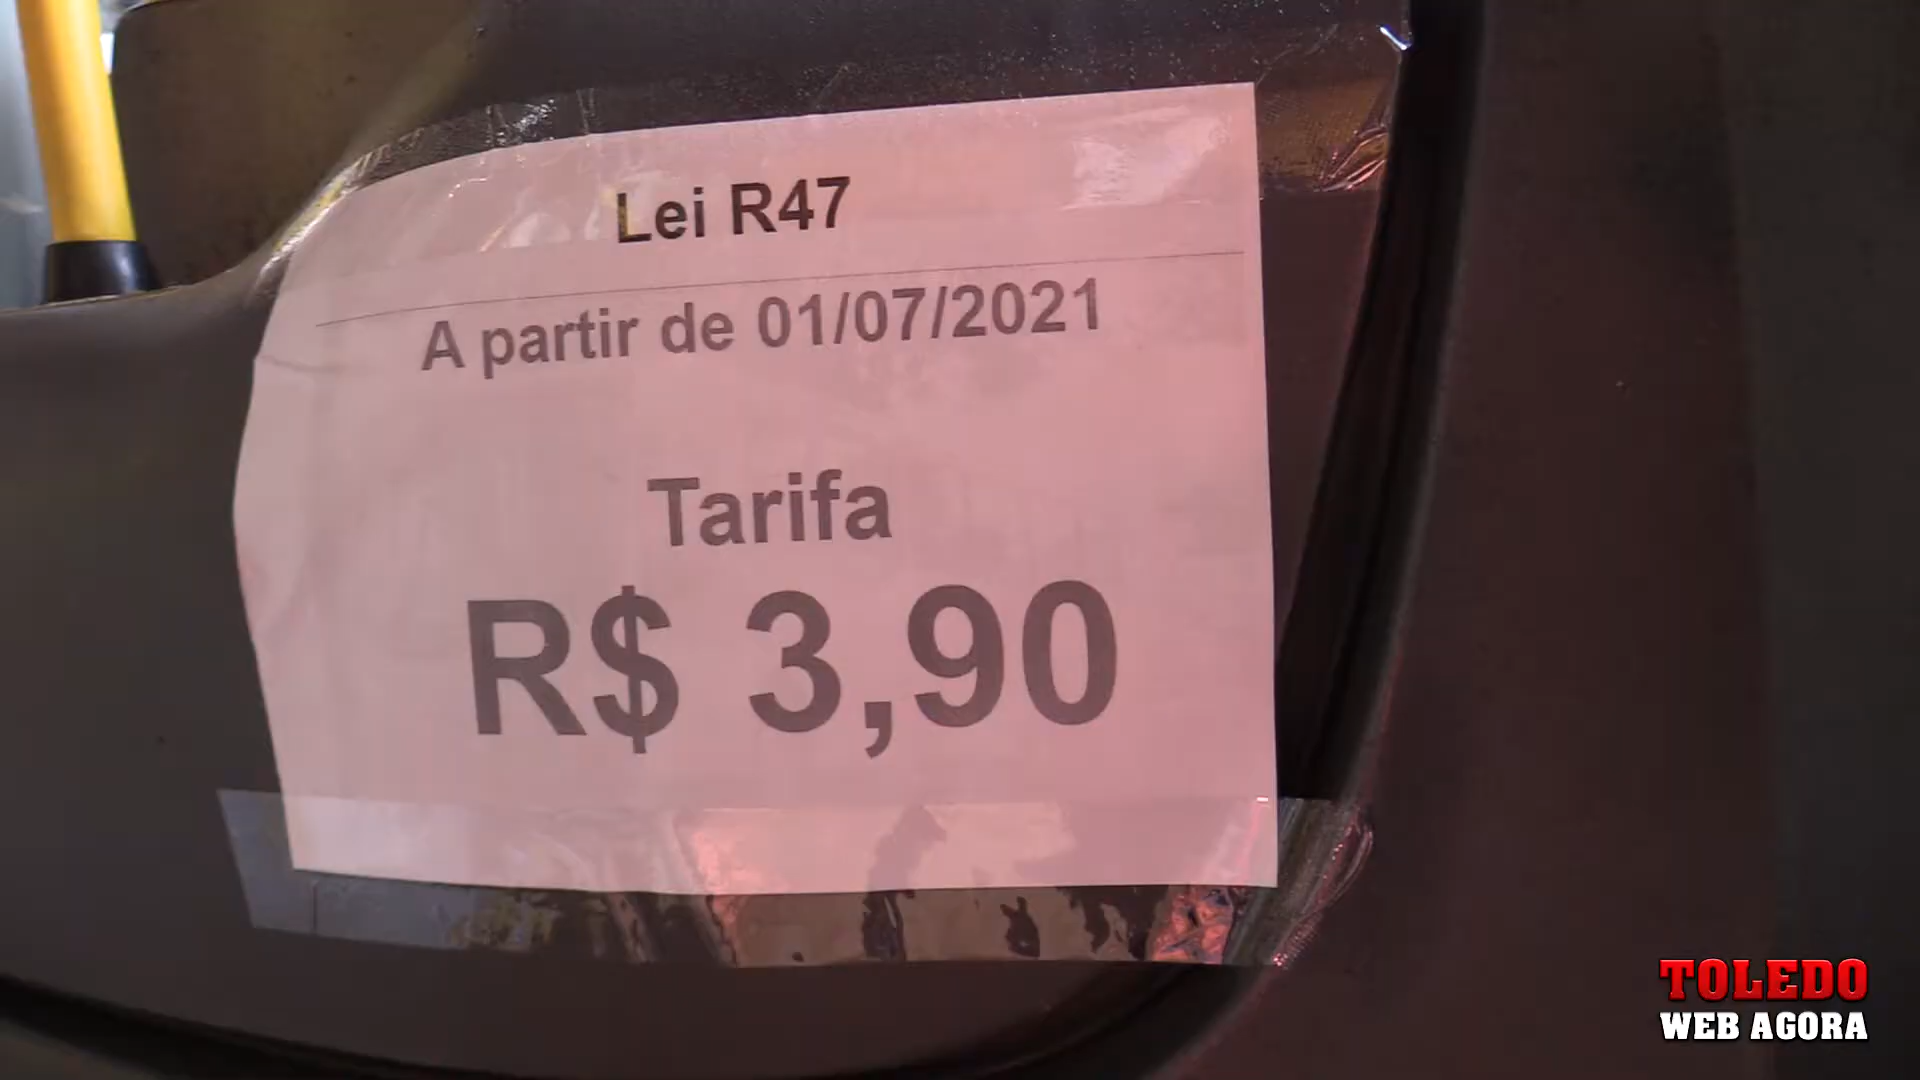 Lei R47
A partir de 01/07/2021
Tarifa
R$ 3,90
TOLEDO
WEB AGORA